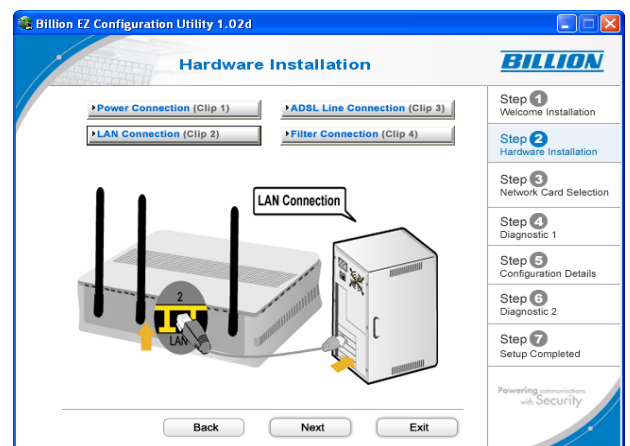 Billion EZ Configuration Utility 1.02d
Hardware Installation
BILLION
Power Connection (Clip 1)
ADSL Line Connection (Clip 3)
LAN Connection (Clip 2)
Filter Connection (Clip 4)
LAN Connection
2
LAN
Step 1
Welcome Installation
Step 2
Hardware Installation
Step 3
Network Card Selection
Step 4
Diagnostic 1
Step 5
Configuration Details
Step 6
Diagnostic 2
Step 7
Setup Completed
Powering communications
with Security
Back
Next
Exit